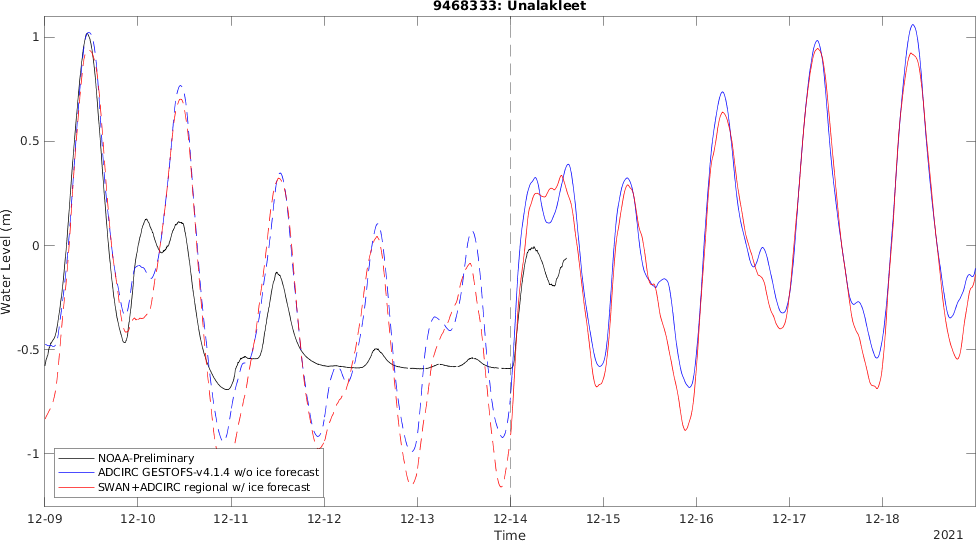 9468333: Unalakleet
1
0.5
0
-0.5
-1
Water Level (m)
NOAA-Preliminary
ADCIRC GESTOFS-v4.1.4 w/o ice forecast
SWAN+ADCIRC regional w/ ice forecast
12-09 12-10 12-11 12-12 12-13 12-14 12-15 12-16 12-17 12-18
Time
2021